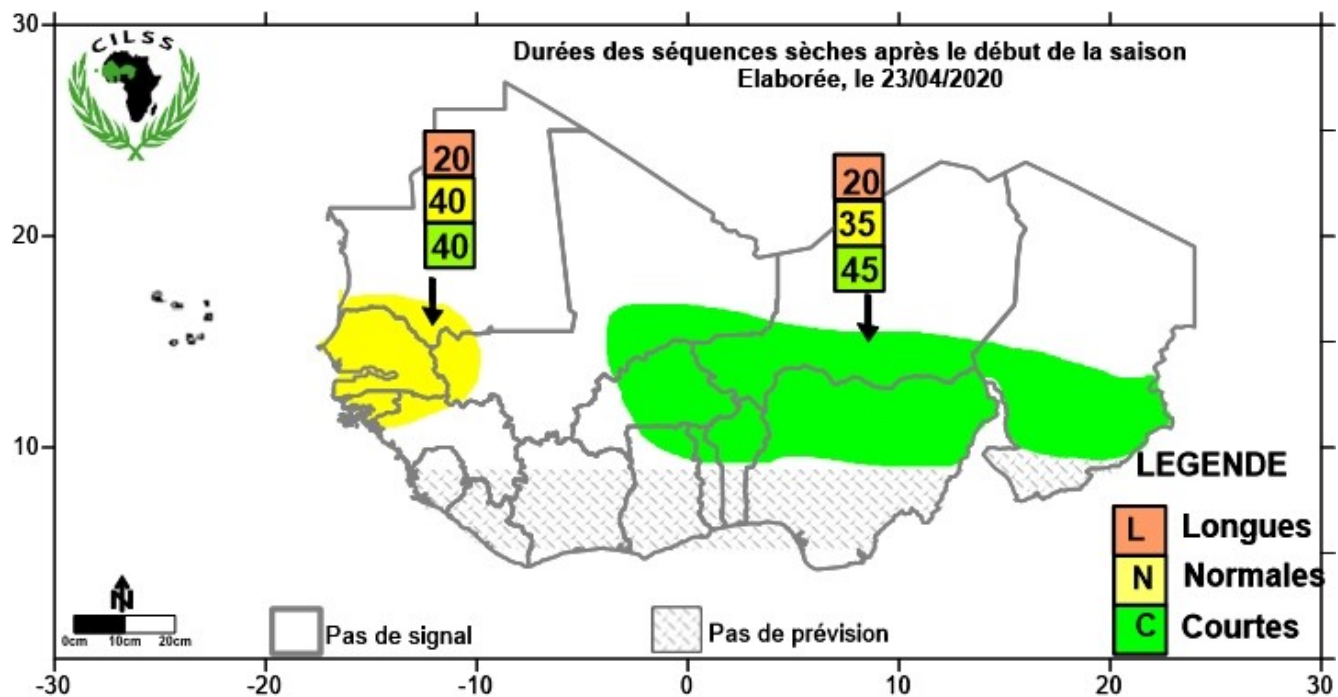 CILSS
Durées des séquences sèches après le début de la saison
Elaborée, le 23/04/2020
30
20
10
20
40
40
20
35
45
LEGENDE
L Longues
N Normales
C Courtes
N
0cm 10cm 20cm
Pas de signal
Pas de prévision
-30 -20 -10 0 10 20 30